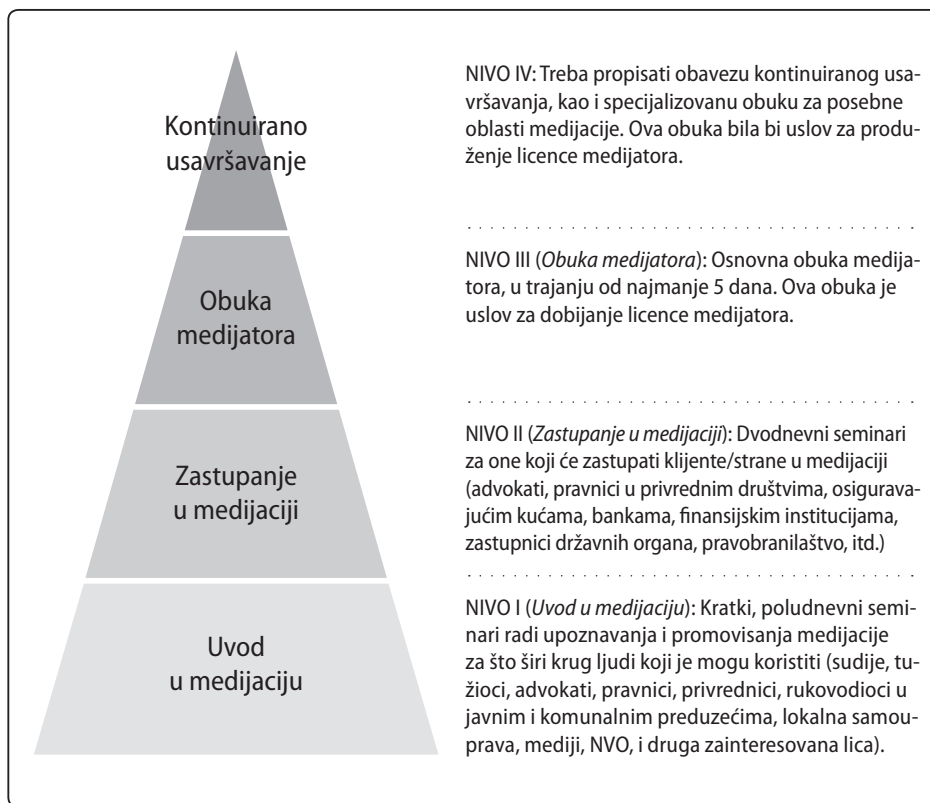 Kontinuirano
usavršavanje
NIVO IV: Treba propisati obavezu kontinuiranog usa-
vršavanja, kao i specijalizovanu obuku za posebne
oblasti medijacije. Ova obuka bila bi uslov za produ-
ženje licence medijatora.
Obuka
medijatora
NIVO III (Obuka medijatora): Osnovna obuka medija-
tora, u trajanju od najmanje 5 dana. Ova obuka je
uslov za dobijanje licence medijatora.
Zastupanje
u medijaciji
NIVO II (Zastupanje u medijaciji): Dvodnevni seminari
za one koji će zastupati klijente/strane u medijaciji
(advokati, pravnici u privrednim društvima, osigurava-
jućim kućama, bankama, finansijskim institucijama,
zastupnici državnih organa, pravobranilaštvo, itd.)
Uvod
u medijaciju
NIVO I (Uvod u medijaciju): Kratki, poludnevni semi-
nari radi upoznavanja i promovisanja medijacije
za što širi krug ljudi koji je mogu koristiti (sudije, tu-
žioci, advokati, pravnici, privrednici, rukovodioci u
javnim i komunalnim preduzećima, lokalna samou-
prava, mediji, NVO, i druga zainteresovana lica).